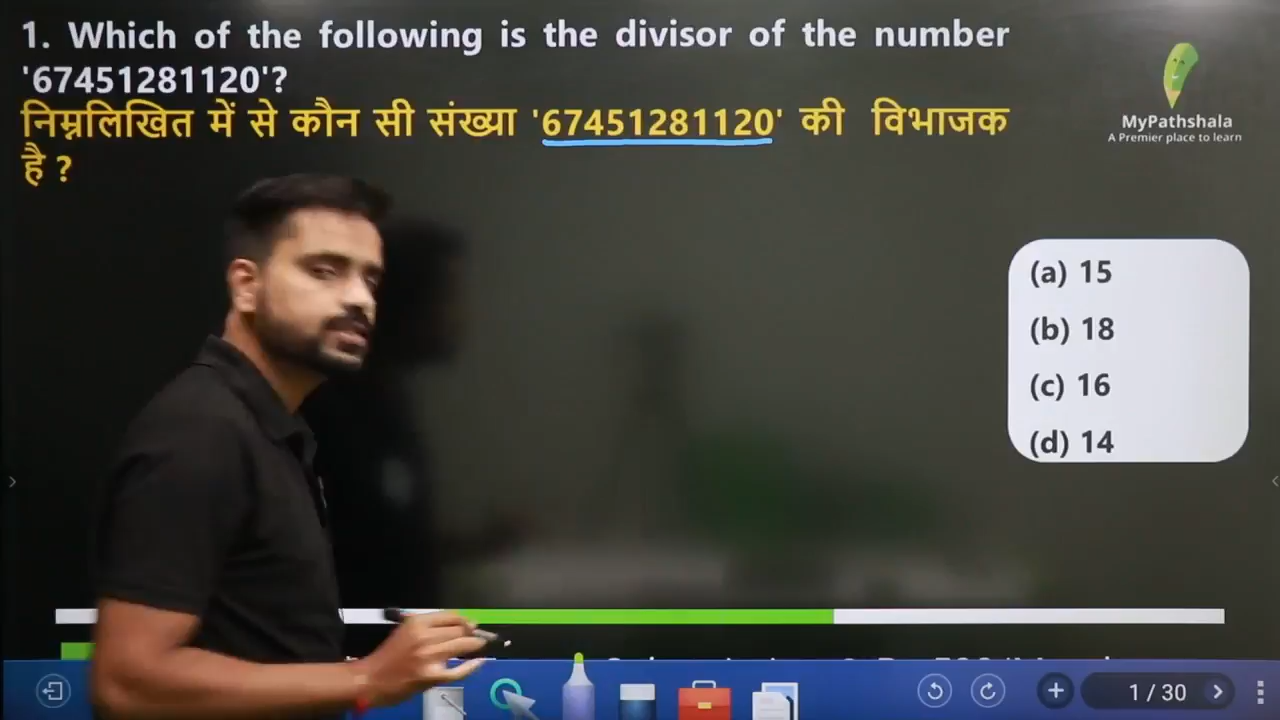 1. Which of the following is the divisor of the number
'67451281120'?
निम्नलिखित में से कौन सी संख्या '67451281120' की विभाजक
है ?
MyPathshala
A Premier place to learn
(a) 15
(b) 18
(c) 16
(d) 14
1 / 30